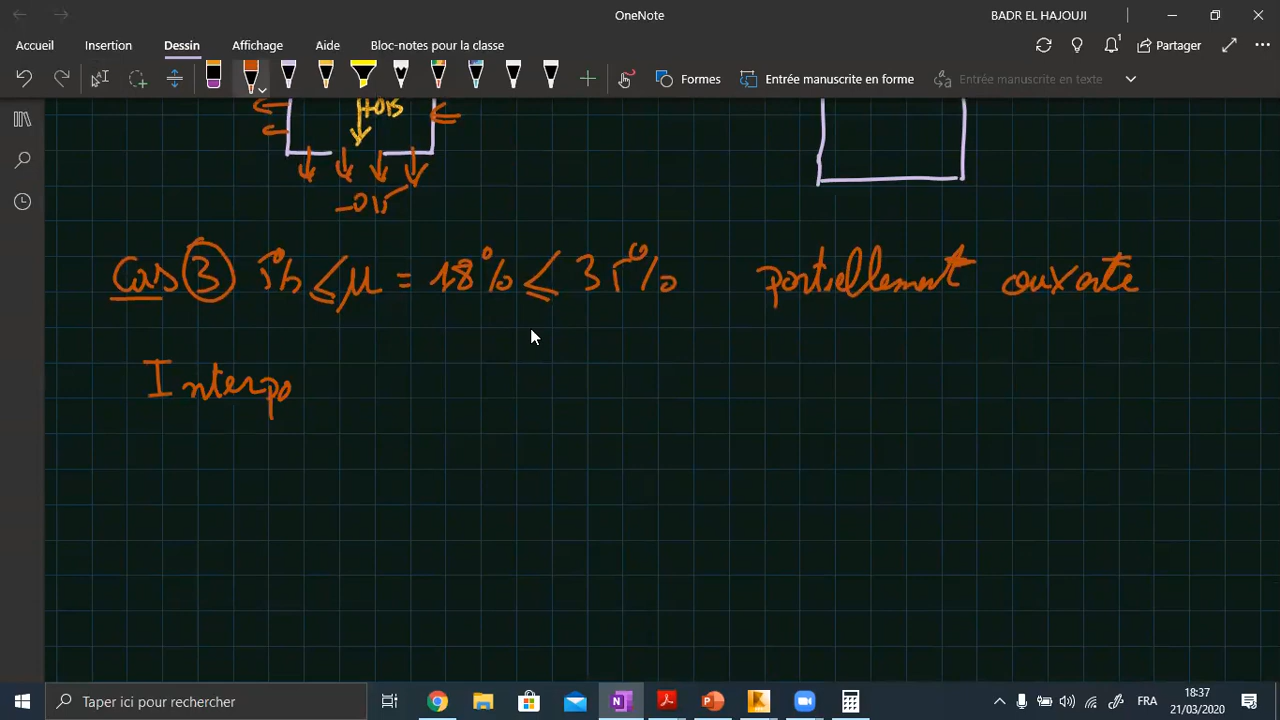 OneNote
BADR EL HAJOUJI
Accueil Insertion Dessin Affichage Aide Bloc-notes pour la classe
Partager
Formes Entrée manuscrite en forme Entrée manuscrite en texte
-0,5
Cas 3 5% ≤ μ = 18% ≤ 35% partiellement ouverte
Interpo
Taper ici pour rechercher
FRA
18:37
21/03/2020